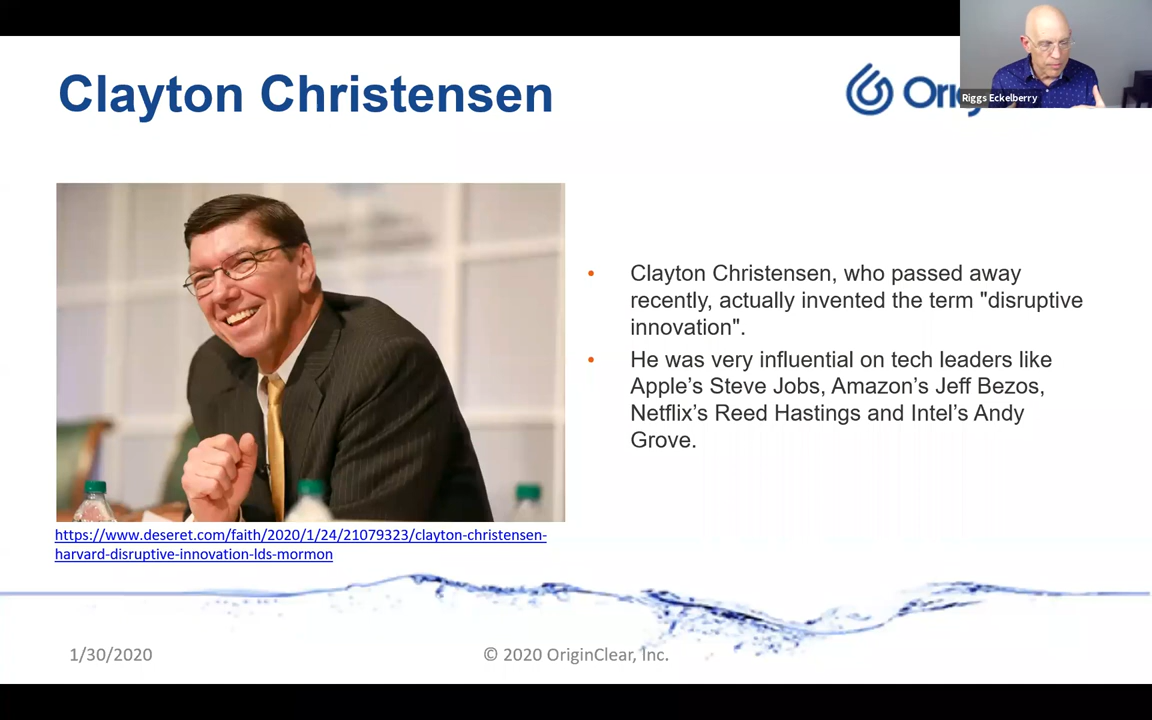 Clayton Christensen
Riggs Eckelberry
Clayton Christensen, who passed away
recently, actually invented the term "disruptive
innovation".
He was very influential on tech leaders like
Apple’s Steve Jobs, Amazon’s Jeff Bezos,
Netflix’s Reed Hastings and Intel’s Andy
Grove.
https://www.deseret.com/faith/2020/1/24/21079323/clayton-christensen-
harvard-disruptive-innovation-lds-mormon
1/30/2020
© 2020 OriginClear, Inc.